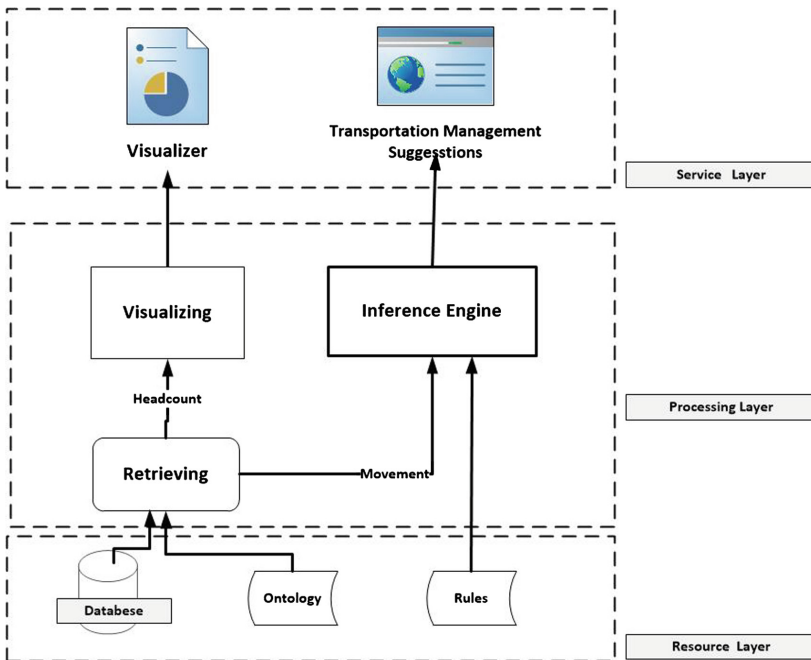 Visualizer
Transportation Management
Suggesstions
Service Layer
Visualizing
Inference Engine
Headcount
Processing Layer
Retrieving
Movement
Databese
Ontology
Rules
Resource Layer